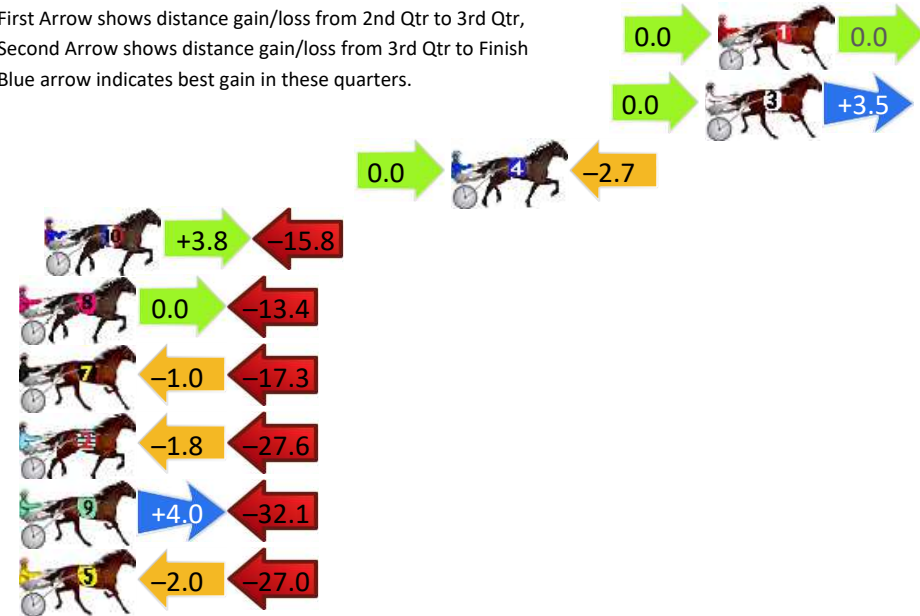 First Arrow shows distance gain/loss from 2nd Qtr to 3rd Qtr,
Second Arrow shows distance gain/loss from 3rd Qtr to Finish
Blue arrow indicates best gain in these quarters.
0.0 1 0.0
0.0 3 +3.5
0.0 4 –2.7
10 +3.8 –15.8
8 0.0 –13.4
7 –1.0 –17.3
2 –1.8 –27.6
9 +4.0 –32.1
5 –2.0 –27.0